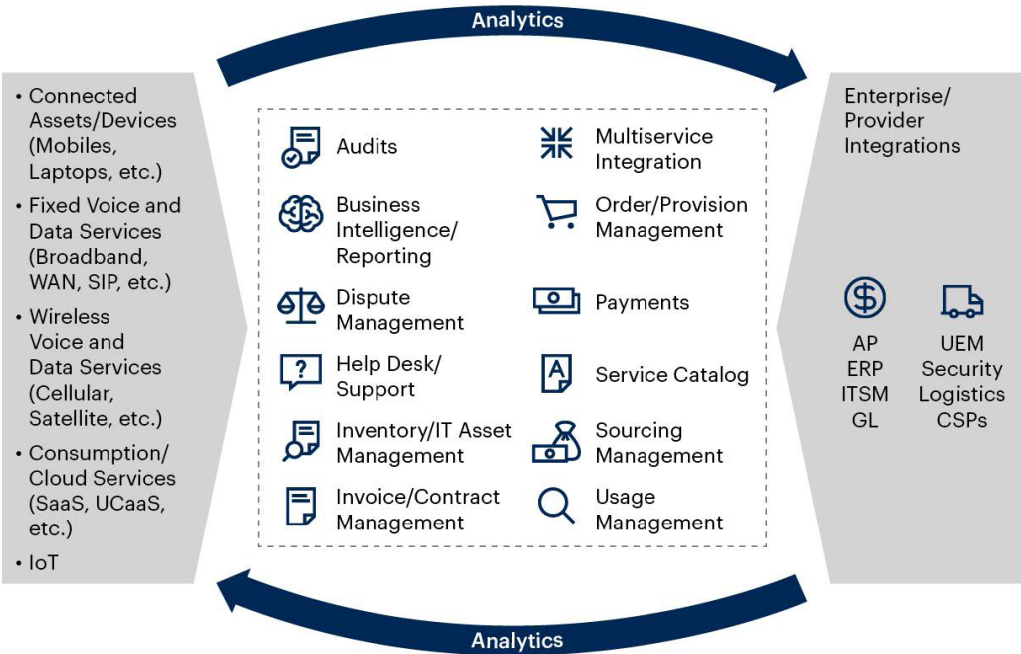 Analytics
• Connected
Assets/Devices
(Mobiles,
Laptops, etc.)
• Fixed Voice and
Data Services
(Broadband,
WAN, SIP, etc.)
• Wireless
Voice and
Data Services
(Cellular,
Satellite, etc.)
• Consumption/
Cloud Services
(SaaS, UCaaS,
etc.)
• IoT
Audits
Business
Intelligence/
Reporting
Dispute
Management
?
Help Desk/
Support
Inventory/IT Asset
Management
Invoice/Contract
Management
Multiservice
Integration
Order/Provision
Management
Payments
A
Service Catalog
Sourcing
Management
Usage
Management
Enterprise/
Provider
Integrations
$
AP
ERP
ITSM
GL
UEM
Security
Logistics
CSPs
Analytics